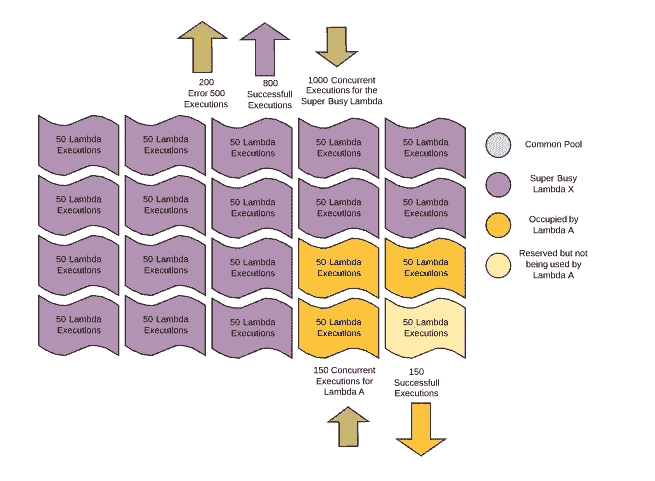 200
Error 500
Executions
800
Successfull
Executions
1000 Concurrent
Executions for the
Super Busy Lambda
50 Lambda
Executions
50 Lambda
Executions
50 Lambda
Executions
50 Lambda
Executions
50 Lambda
Executions
Common Pool
50 Lambda
Executions
50 Lambda
Executions
50 Lambda
Executions
50 Lambda
Executions
50 Lambda
Executions
Super Busy
Lambda X
50 Lambda
Executions
50 Lambda
Executions
50 Lambda
Executions
50 Lambda
Executions
50 Lambda
Executions
Occupied by
Lambda A
50 Lambda
Executions
50 Lambda
Executions
50 Lambda
Executions
50 Lambda
Executions
50 Lambda
Executions
Reserved but not
being used by
Lambda A
150 Concurrent
Executions for
Lambda A
150
Successfull
Executions